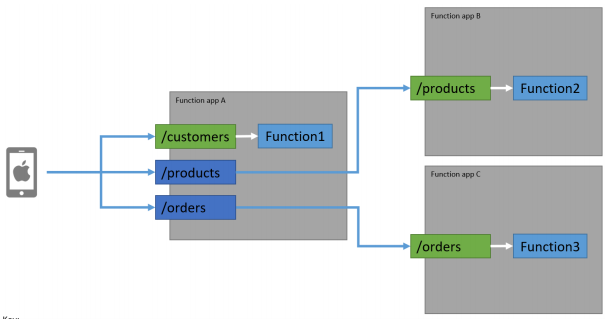 Function app B
/products
Function2
Function app A
/customers
Function1
/products
/orders
Function app C
/orders
Function3